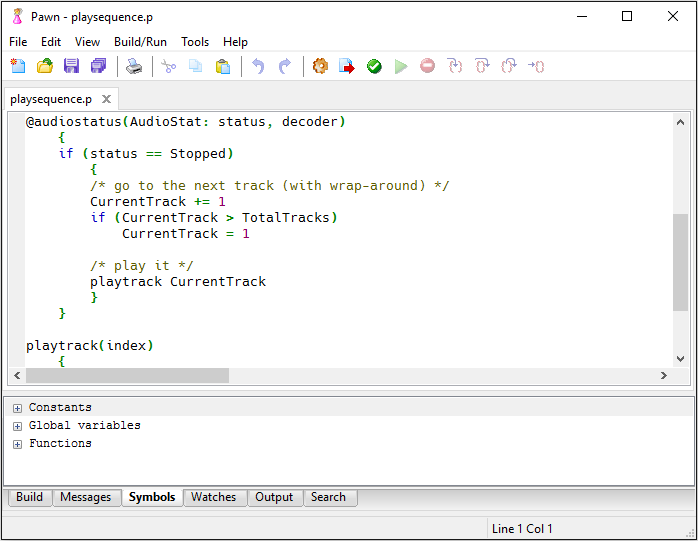 Pawn - playsequence.p
File Edit View Build/Run Tools Help
playsequence.p
@audiostatus(AudioStat: status, decoder)
{
if (status == Stopped)
{
/* go to the next track (with wrap-around) */
CurrentTrack += 1
if (CurrentTrack > TotalTracks)
CurrentTrack = 1
/* play it */
playtrack CurrentTrack
}
}
playtrack(index)
{
Constants
Global variables
Functions
Build Messages Symbols Watches Output Search
Line 1 Col 1